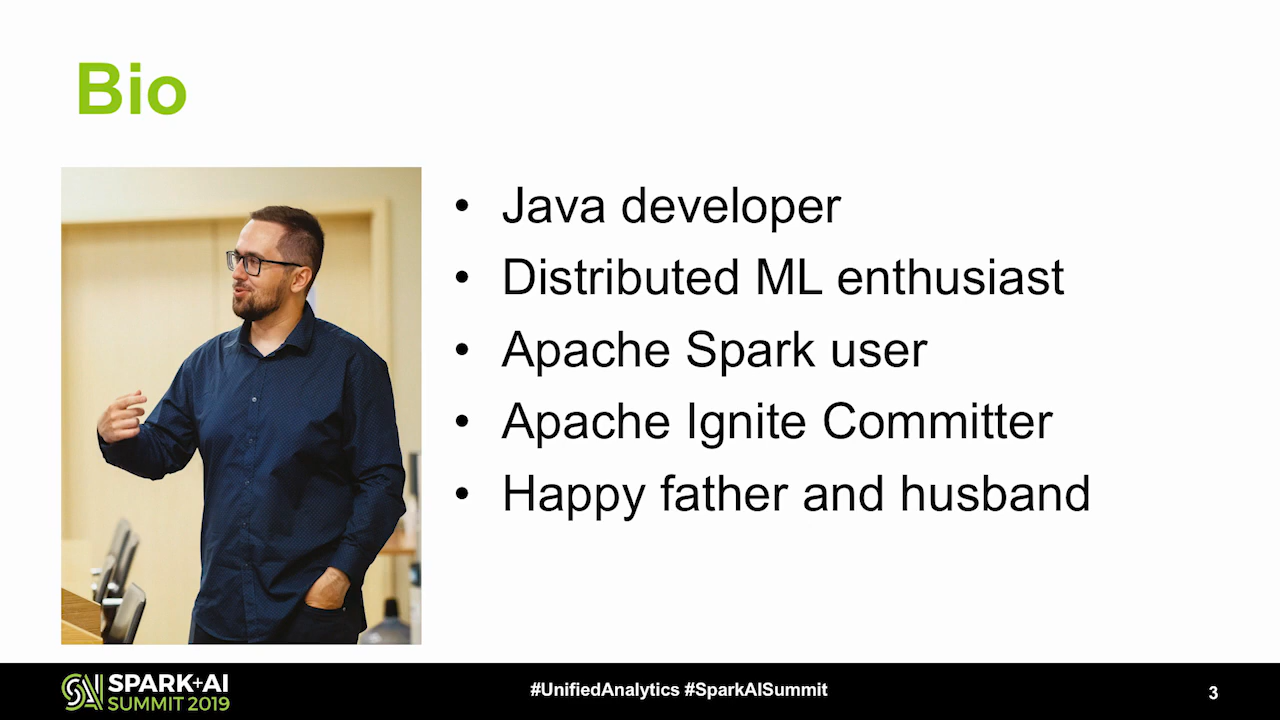 Bio
• Java developer
• Distributed ML enthusiast
• Apache Spark user
• Apache Ignite Committer
• Happy father and husband
SPARK+AI
SUMMIT 2019
#UnifiedAnalytics #SparkAISummit
3